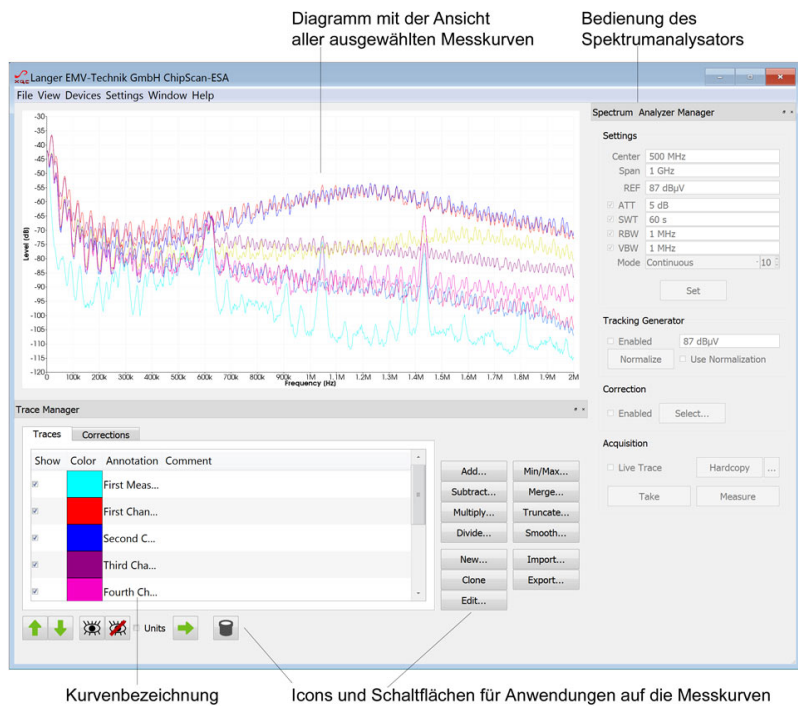 Diagramm mit der Ansicht
aller ausgewählten Messkurven
Bedienung des
Spektrumanalysators
Langer EMV-Technik GmbH ChipScan-ESA
File View Devices Settings Window Help
-30
-35
-40
-45
-50
-55
-60
-65
-70
-75
-80
-85
-90
-95
-100
-105
-110
-115
-120
Level (dB)
0 100k 200k 300k 400k 500k 600k 700k 800k 900k 1M 1.1M 1.2M 1.3M 1.4M 1.5M 1.6M 1.7M 1.8M 1.9M 2M
Frequency (Hz)
Spectrum Analyzer Manager
Settings
Center 500 MHz
Span 1 GHz
REF 87 dBµV
ATT 5 dB
SWT 60 s
RBW 1 MHz
VBW 1 MHz
Mode Continuous 10
Set
Tracking Generator
Enabled 87 dBµV
Normalize Use Normalization
Correction
Enabled Select...
Acquisition
Live Trace Hardcopy ...
Take Measure
Trace Manager
Traces Corrections
Show Color Annotation Comment
First Meas...
First Chan...
Second C...
Third Cha...
Fourth Ch...
Add... Min/Max...
Subtract... Merge...
Multiply... Truncate...
Divide... Smooth...
New... Import...
Clone Export...
Edit...
Units
Kurvenbezeichnung
Icons und Schaltflächen für Anwendungen auf die Messkurven